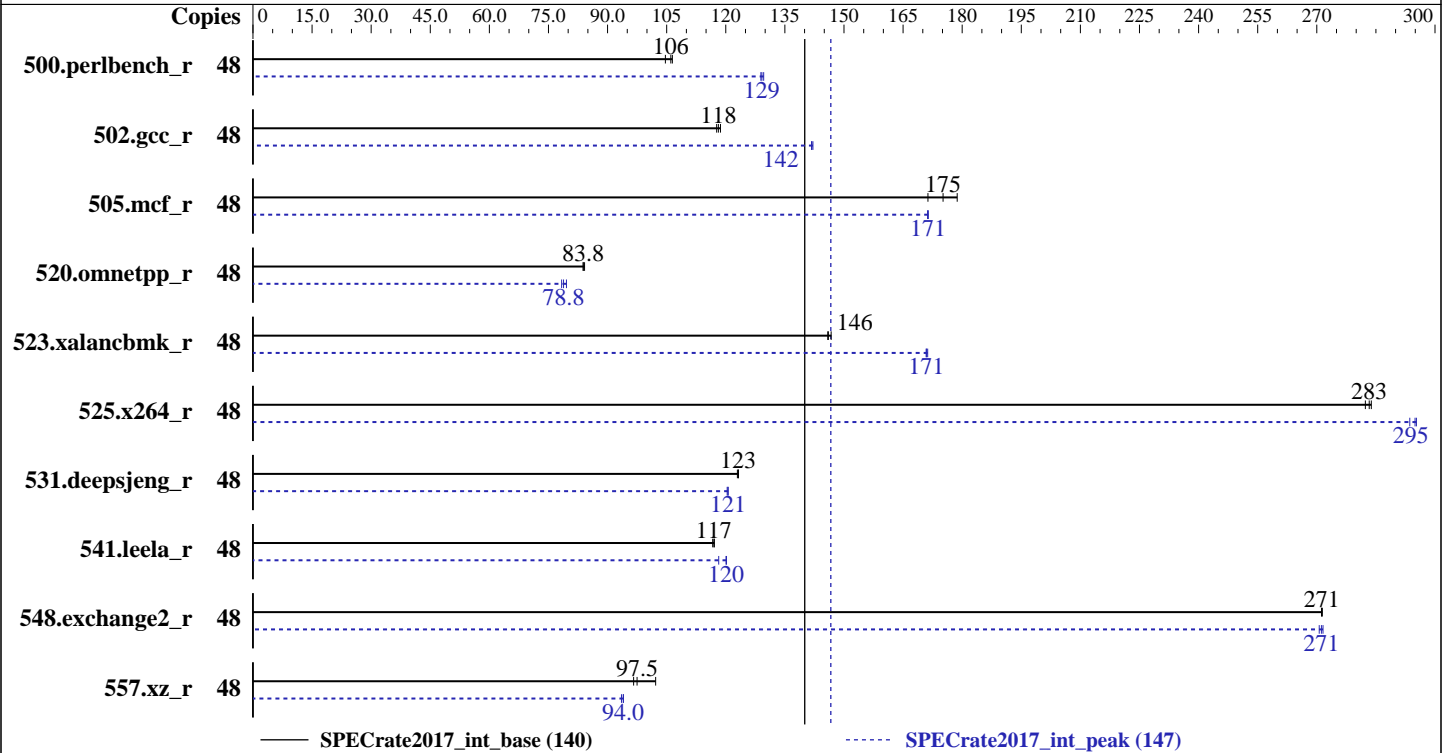 Copies 0 15.0 30.0 45.0 60.0 75.0 90.0 105 120 135 150 165 180 195 210 225 240 255 270 300
500.perlbench_r 48 106
129
502.gcc_r 48 118
142
505.mcf_r 48 175
171
520.omnetpp_r 48 83.8
78.8
523.xalancbmk_r 48 146
171
525.x264_r 48 283
295
531.deepsjeng_r 48 123
121
541.leela_r 48 117
120
548.exchange2_r 48 271
271
557.xz_r 48 97.5
94.0
SPECrate2017_int_base (140) SPECrate2017_int_peak (147)